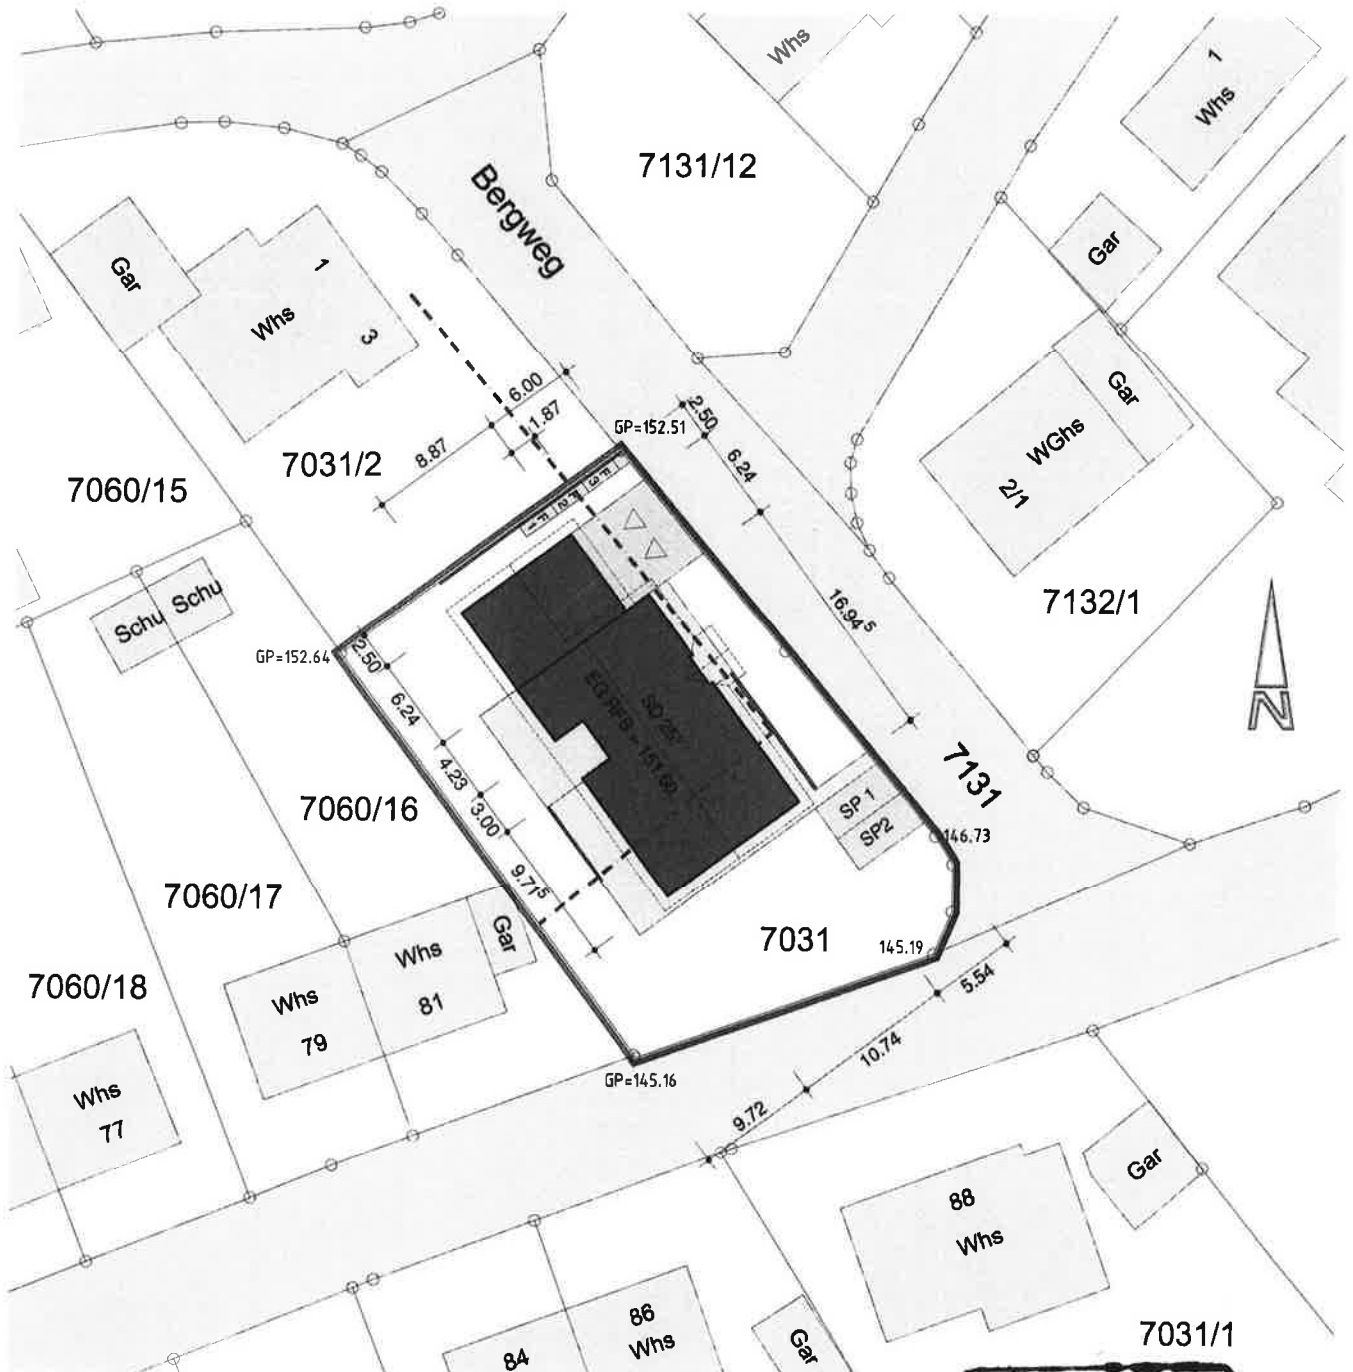 Whs
1
Whs
7131/12
Bergweg
Gar
Gar
1
Whs
3
6.00
1.87
8.87
GP=152.51
2.50
6.24
Gar
WGhs
2/1
7031/2
7060/15
Schu
Schu
GP=152.64
2.50
6.24
4.23
3.00
9.71⁵
16.94⁵
7132/1
N
SD 25°
7060/16
7131
SP 1
SP2
146.73
7060/17
7031
145.19
5.54
10.74
9.72
GP=145.16
7060/18
Gar
Whs
81
Whs
79
Whs
77
Gar
88
Whs
86
Whs
84
Gar
7031/1